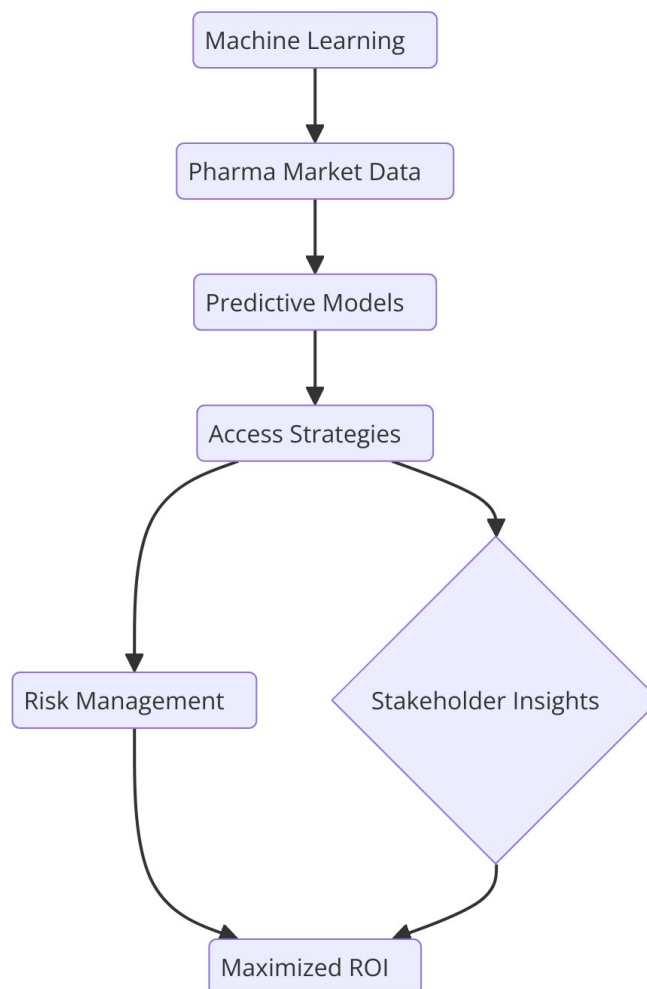 Machine Learning
Pharma Market Data
Predictive Models
Access Strategies
Risk Management
Stakeholder Insights
Maximized ROI